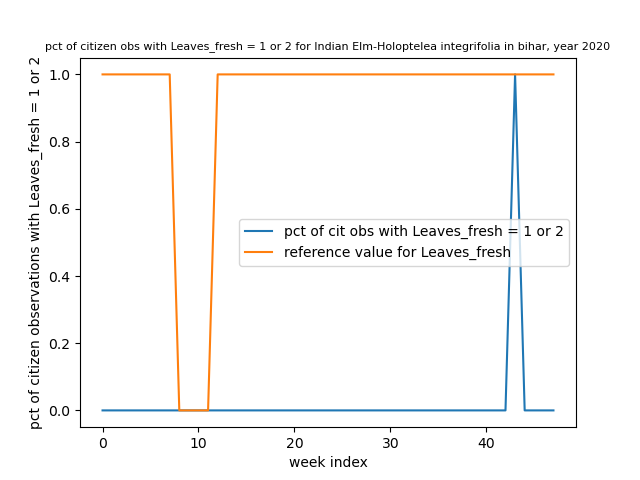 pct of citizen obs with Leaves_fresh = 1 or 2 for Indian Elm-Holoptelea integrifolia in bihar, year 2020
pct of citizen observations with Leaves_fresh = 1 or 2
1.0
0.8
0.6
0.4
0.2
0.0
pct of cit obs with Leaves_fresh = 1 or 2
reference value for Leaves_fresh
0 10 20 30 40
week index